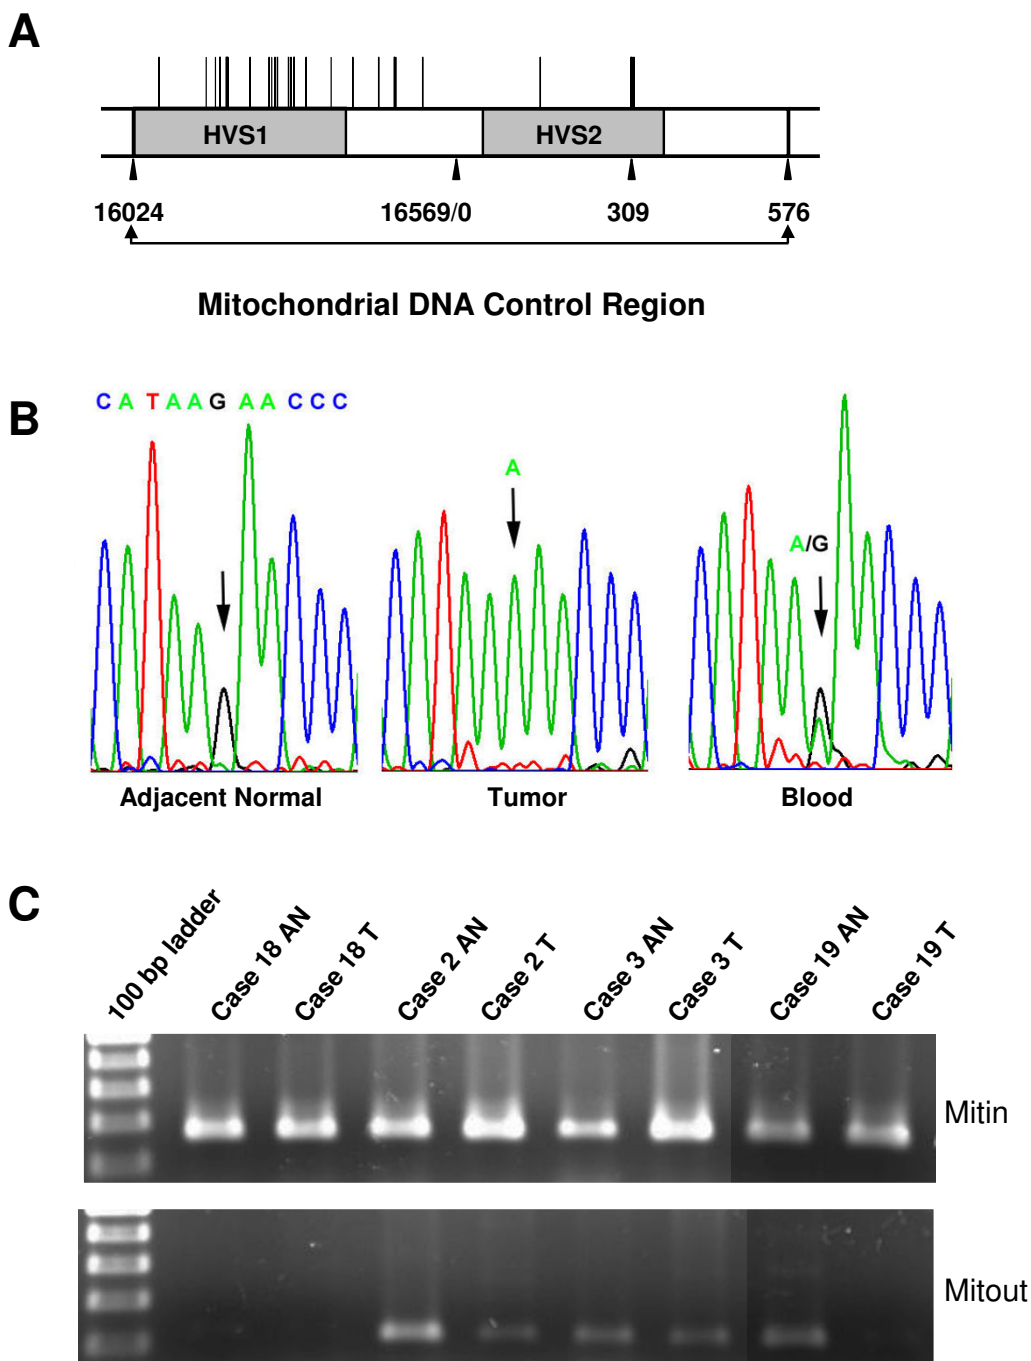 A
HVS1 HVS2
16024 16569/0 309 576
Mitochondrial DNA Control Region
B
C A T A A G A A C C C
A
A/G
Adjacent Normal Tumor Blood
C
100 bp ladder
Case 18 AN
Case 18 T
Case 2 AN
Case 2 T
Case 3 AN
Case 3 T
Case 19 AN
Case 19 T
Mitin
Mitout